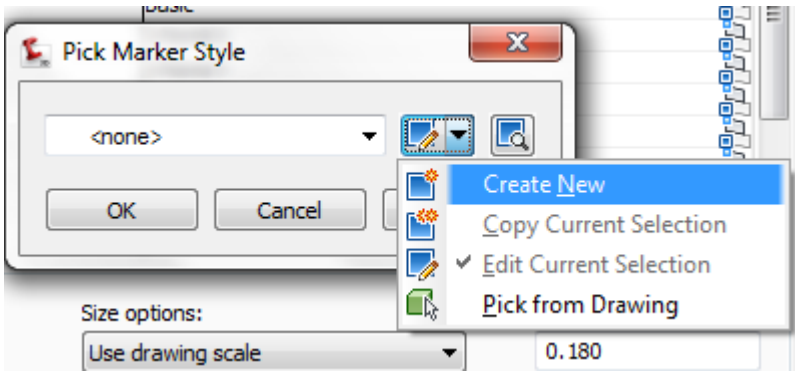 basic
Pick Marker Style
<none>
Create New
OK
Cancel
Copy Current Selection
Edit Current Selection
Pick from Drawing
Size options:
Use drawing scale
0.180